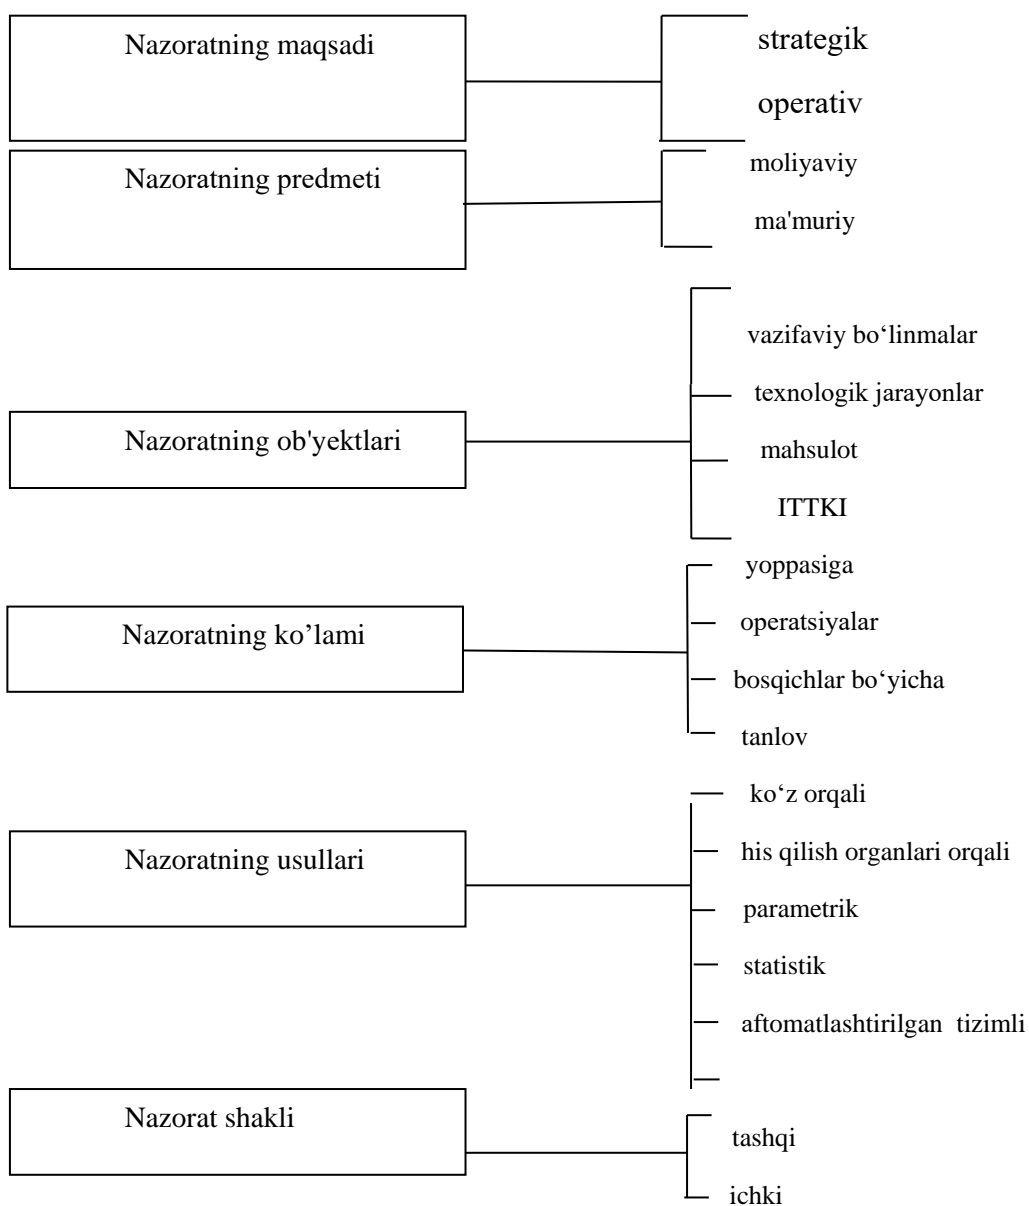 Nazoratning maqsadi
strategik
operativ
Nazoratning predmeti
moliyaviy
ma'muriy
Nazoratning ob'yektlari
vazifaviy bo‘linmalar
texnologik jarayonlar
mahsulot
ITTKI
Nazoratning ko’lami
yoppasiga
operatsiyalar
bosqichlar bo‘yicha
tanlov
Nazoratning usullari
ko‘z orqali
his qilish organlari orqali
parametrik
statistik
aftomatlashtirilgan tizimli
Nazorat shakli
tashqi
ichki